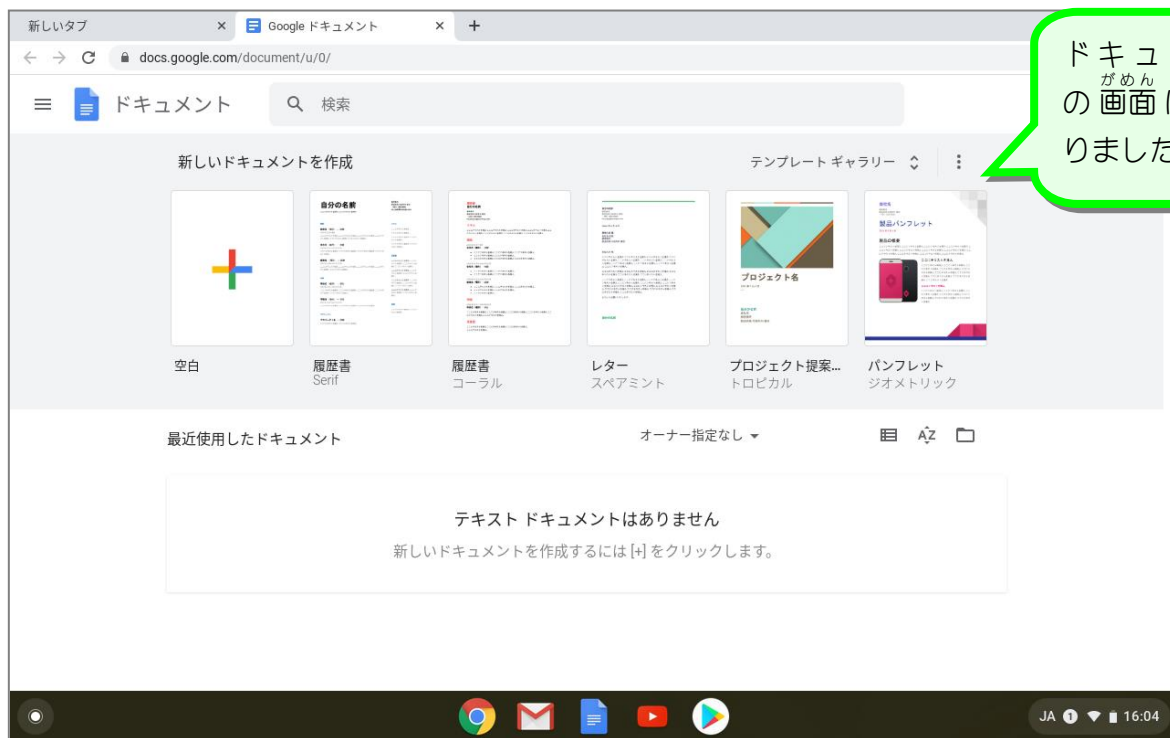 新しいタブ
Google ドキュメント
docs.google.com/document/u/0/
ドキュメント
検索
ドキュ
がめん
の画面
りました
新しいドキュメントを作成
テンプレート ギャラリー
自分の名前
プロジェクト名
製品パンフレット
製品の概要
空白
履歴書
Serif
履歴書
コーラル
レター
スペアミント
プロジェクト提案...
トロピカル
パンフレット
ジオメトリック
最近使用したドキュメント
オーナー指定なし
AZ
テキスト ドキュメントはありません
新しいドキュメントを作成するには [+] をクリックします。
JA 1 16:04